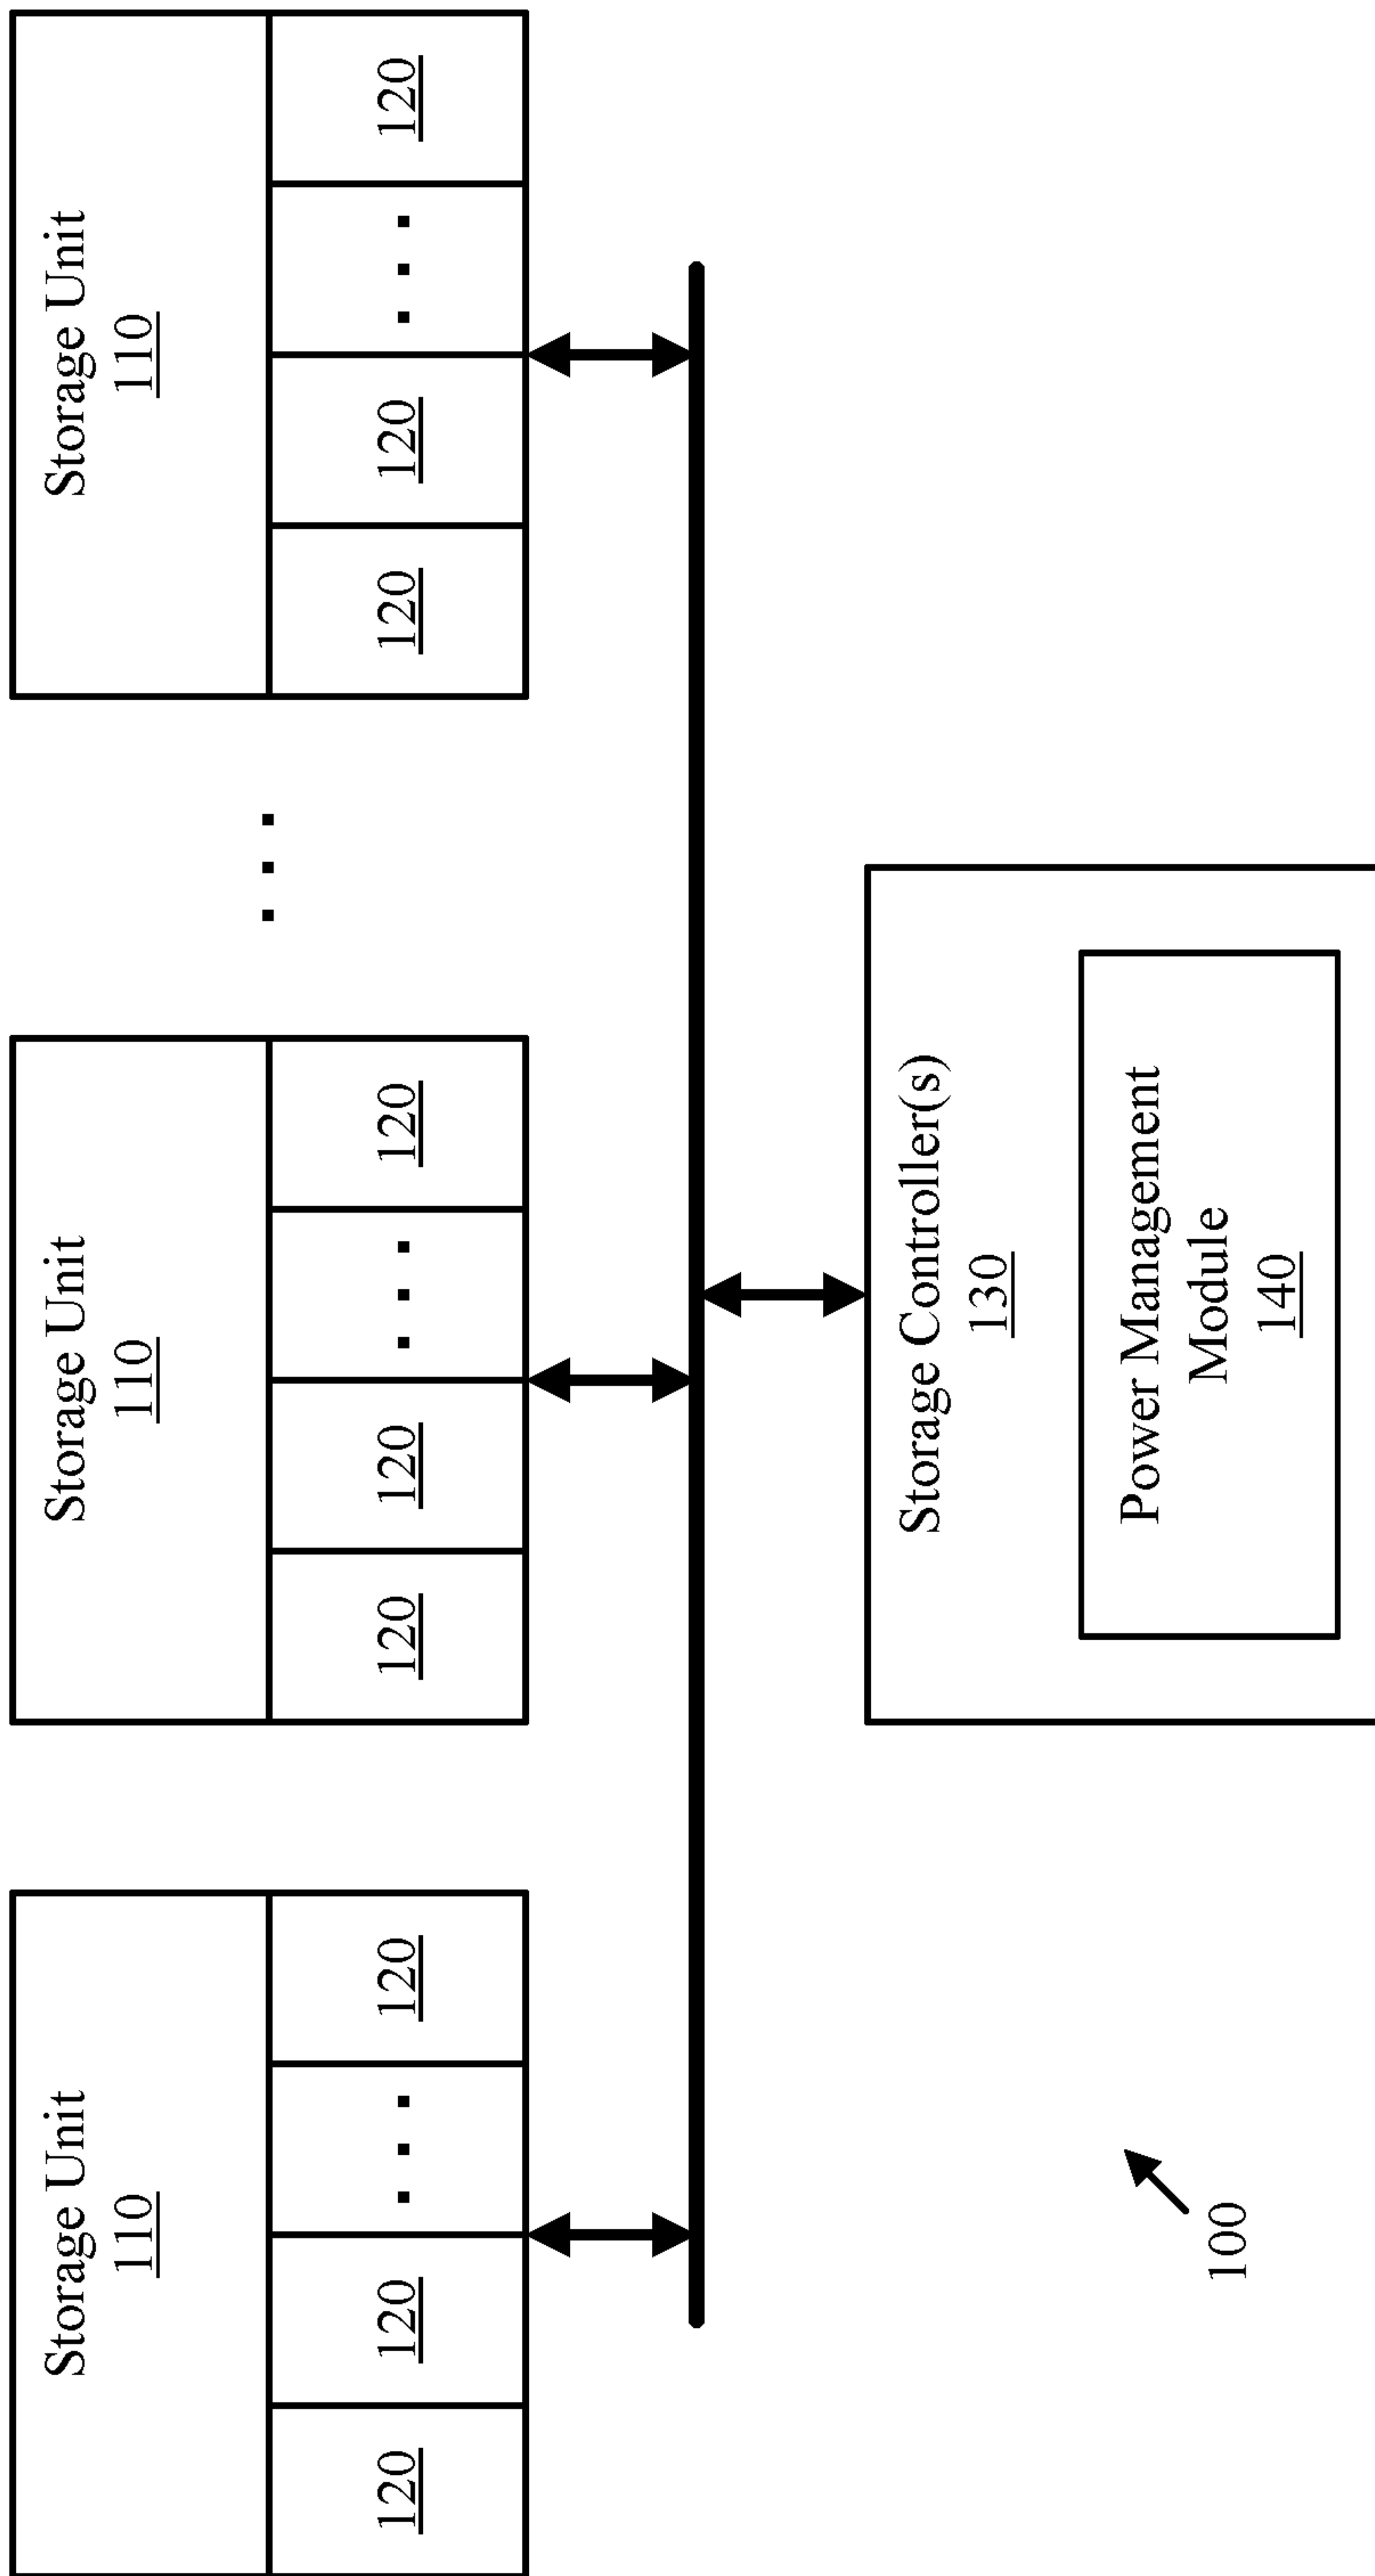 Storage Unit
110
120
120
. . .
120
Storage Unit
110
120
120
. . .
120
. . .
Storage Unit
110
120
120
. . .
120
Storage Controller(s)
130
Power Management
Module
140
100